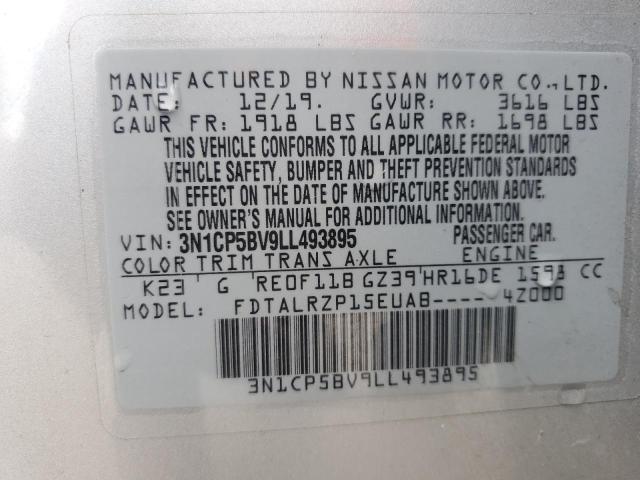 MANUFACTURED BY NISSAN MOTOR CO., LTD.
DATE: 12/19. GVWR: 3616 LBS
GAWR FR: 1918 LBS GAWR RR: 1698 LBS
THIS VEHICLE CONFORMS TO ALL APPLICABLE FEDERAL MOTOR
VEHICLE SAFETY, BUMPER AND THEFT PREVENTION STANDARDS
IN EFFECT ON THE DATE OF MANUFACTURE SHOWN ABOVE.
SEE OWNER'S MANUAL FOR ADDITIONAL INFORMATION.
VIN: 3N1CP5BV9LL493895 PASSENGER CAR.
COLOR TRIM TRANS AXLE ENGINE
K23 G RE0F11B GZ39 HR16DE 1598 CC
MODEL: FDTALRZP15EUAB---- 4Z000
3N1CP5BV9LL493895